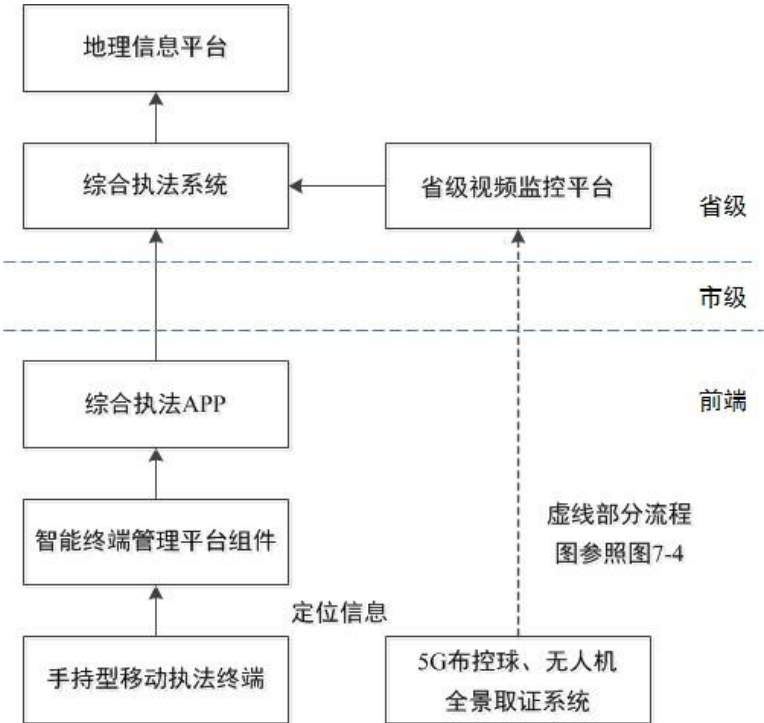 地理信息平台
综合执法系统
省级视频监控平台
省级
市级
综合执法APP
前端
智能终端管理平台组件
虚线部分流程
图参照图7-4
定位信息
手持型移动执法终端
5G布控球、无人机
全景取证系统